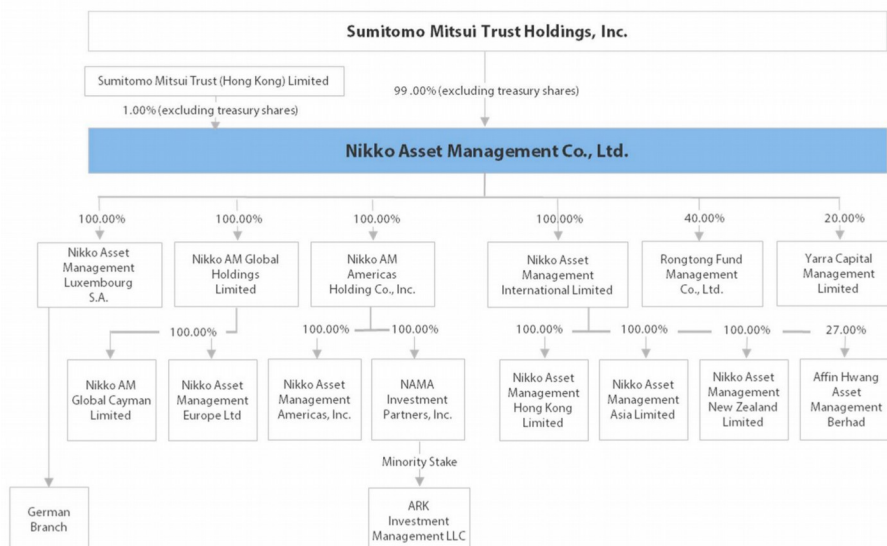 Sumitomo Mitsui Trust Holdings, Inc.
Sumitomo Mitsui Trust (Hong Kong) Limited
99 .00% (excluding treasury shares)
1.00% (excluding treasury shares)
Nikko Asset Management Co., Ltd.
100.00% 100.00% 100.00% 100.00% 40.00% 20.00%
Nikko Asset
Management
Luxembourg
S.A.
Nikko AM Global
Holdings
Limited
Nikko AM
Americas
Holding Co., Inc.
Nikko Asset
Management
International Limited
Rongtong Fund
Management
Co., Ltd.
Yarra Capital
Management
Limited
100.00% 100.00% 100.00% 100.00% 100.00% 100.00% 27.00%
Nikko AM
Global Cayman
Limited
Nikko Asset
Management
Europe Ltd
Nikko Asset
Management
Americas, Inc.
NAMA
Investment
Partners, Inc.
Nikko Asset
Management
Hong Kong
Limited
Nikko Asset
Management
Asia Limited
Nikko Asset
Management
New Zealand
Limited
Affin Hwang
Asset
Management
Berhad
Minority Stake
German
Branch
ARK
Investment
Management LLC